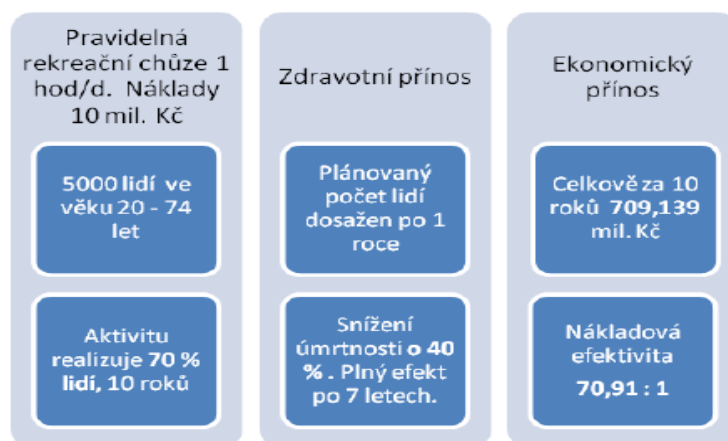 Pravidelná
rekreační chůze 1
hod/d. Náklady
10 mil. Kč
5000 lidí ve
věku 20 - 74
let
Aktivitu
realizuje 70 %
lidí, 10 roků
Zdravotní přínos
Plánovaný
počet lidí
dosažen po 1
roce
Snížení
úmrtnosti o 40
% . Plný efekt
po 7 letech.
Ekonomický
přínos
Celkově za 10
roků 709,139
mil. Kč
Nákladová
efektivita
70,91 : 1